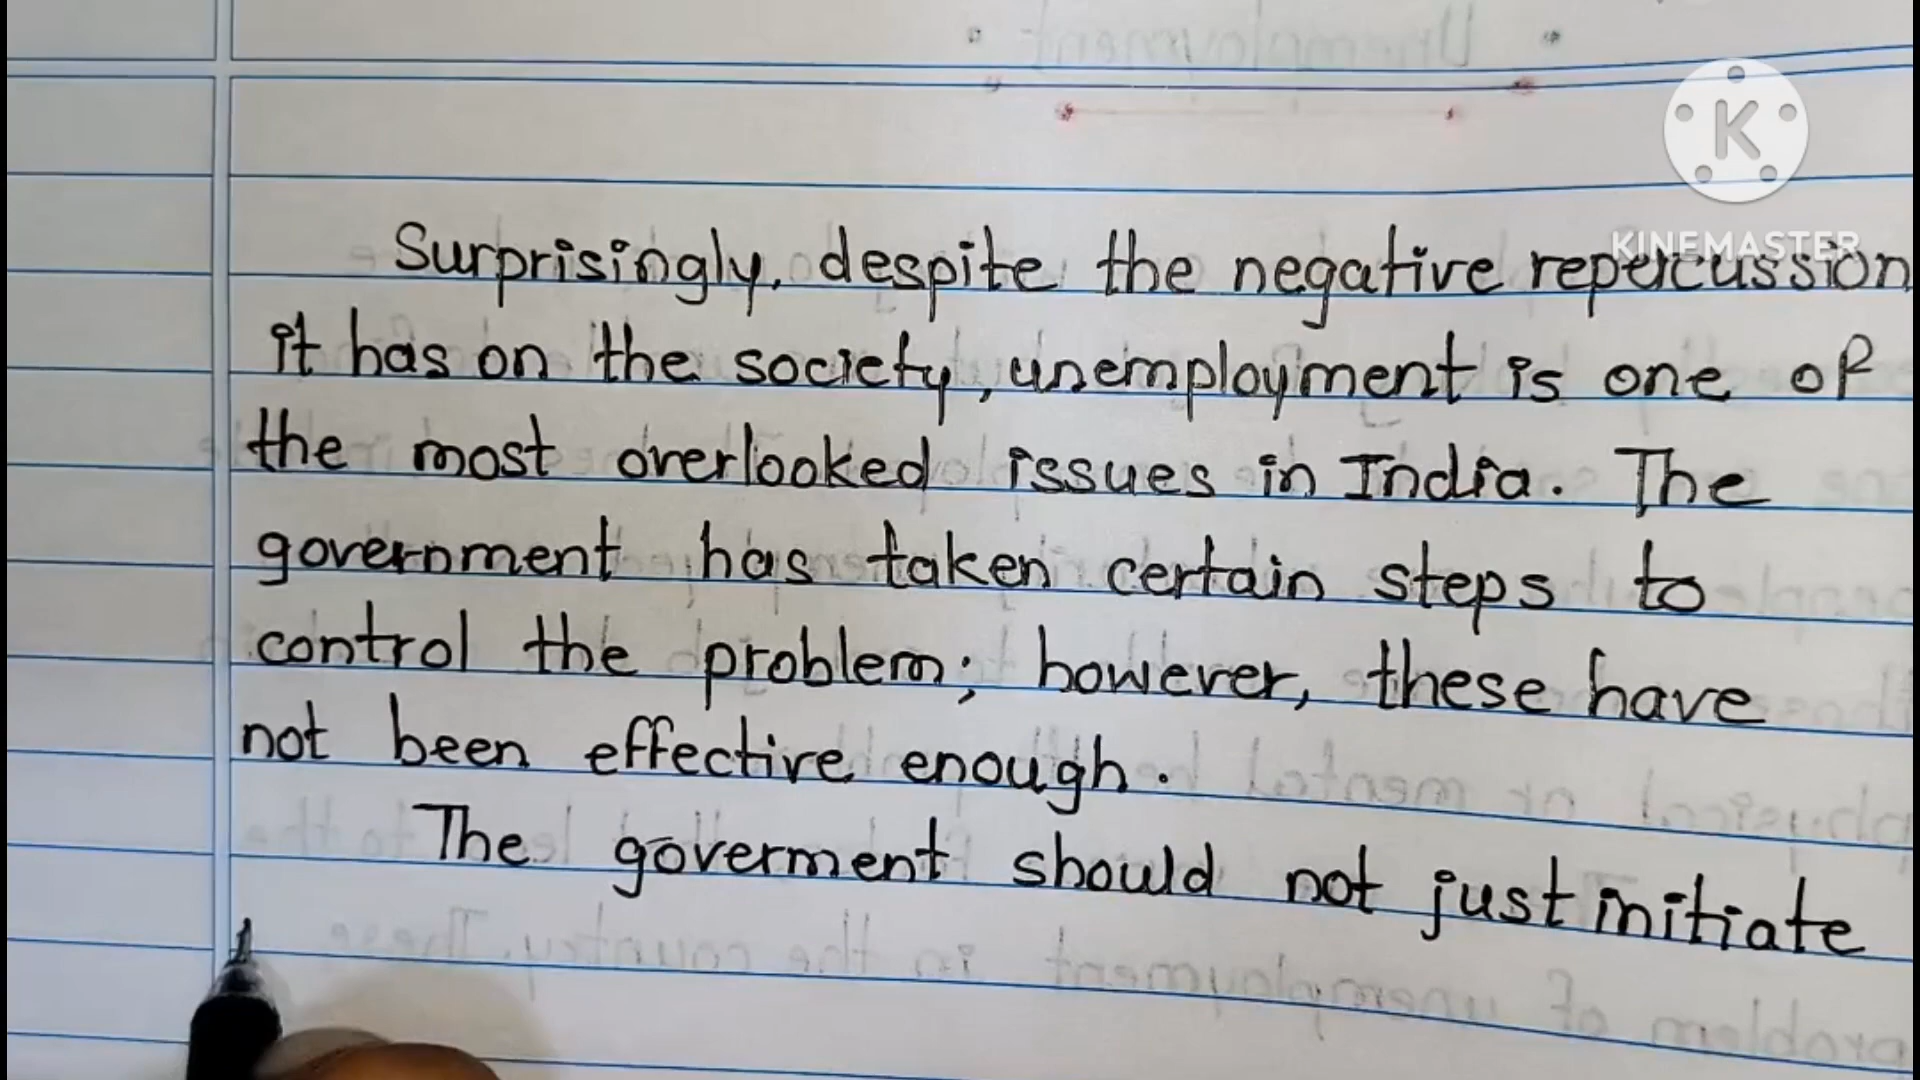 K
KINEMASTER
Surprisingly, despite the negative repercussion
it has on the society, unemployment is one of
the most overlooked issues in India. The
government has taken certain steps to
control the problem; however, these have
not been effective enough.
The goverment should not just initiate